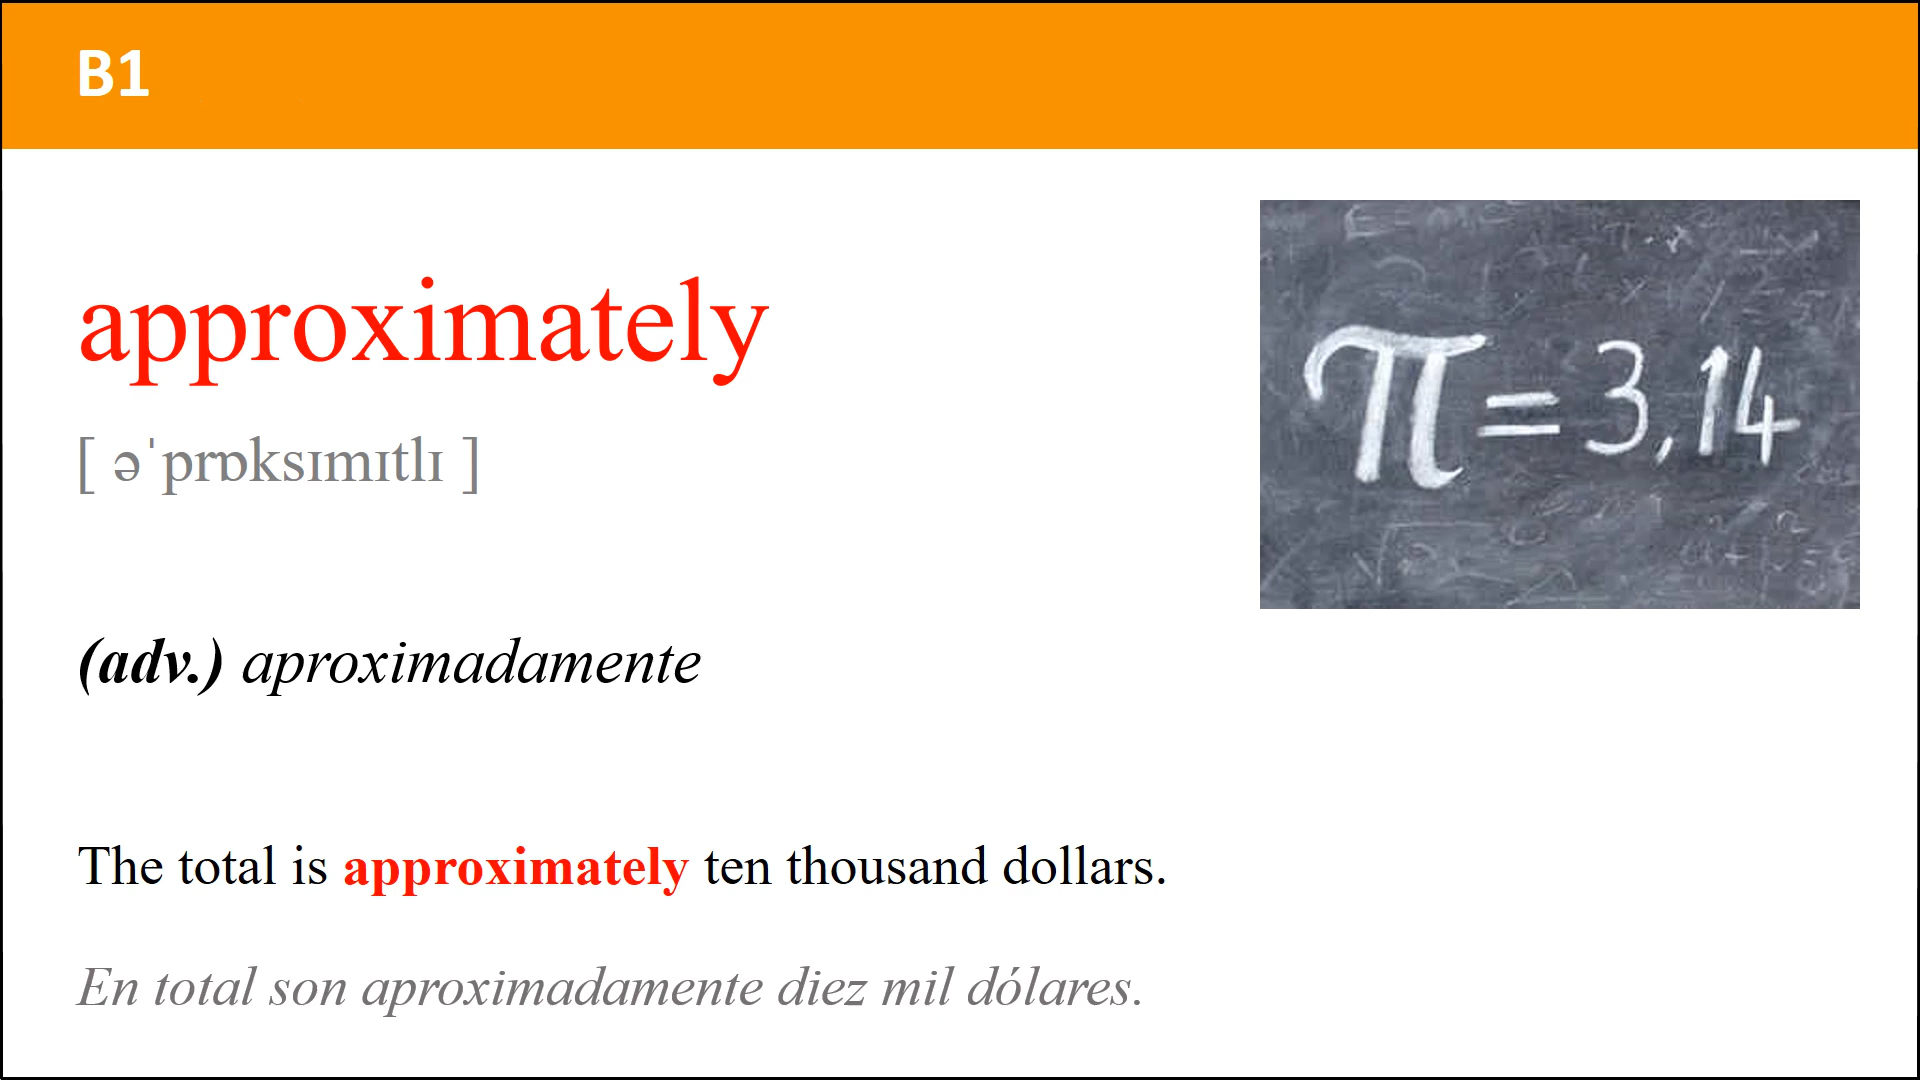 B1
approximately
π = 3,14
[ əˈprɒksɪmɪtlɪ ]
(adv.) aproximadamente
The total is approximately ten thousand dollars.
En total son aproximadamente diez mil dólares.